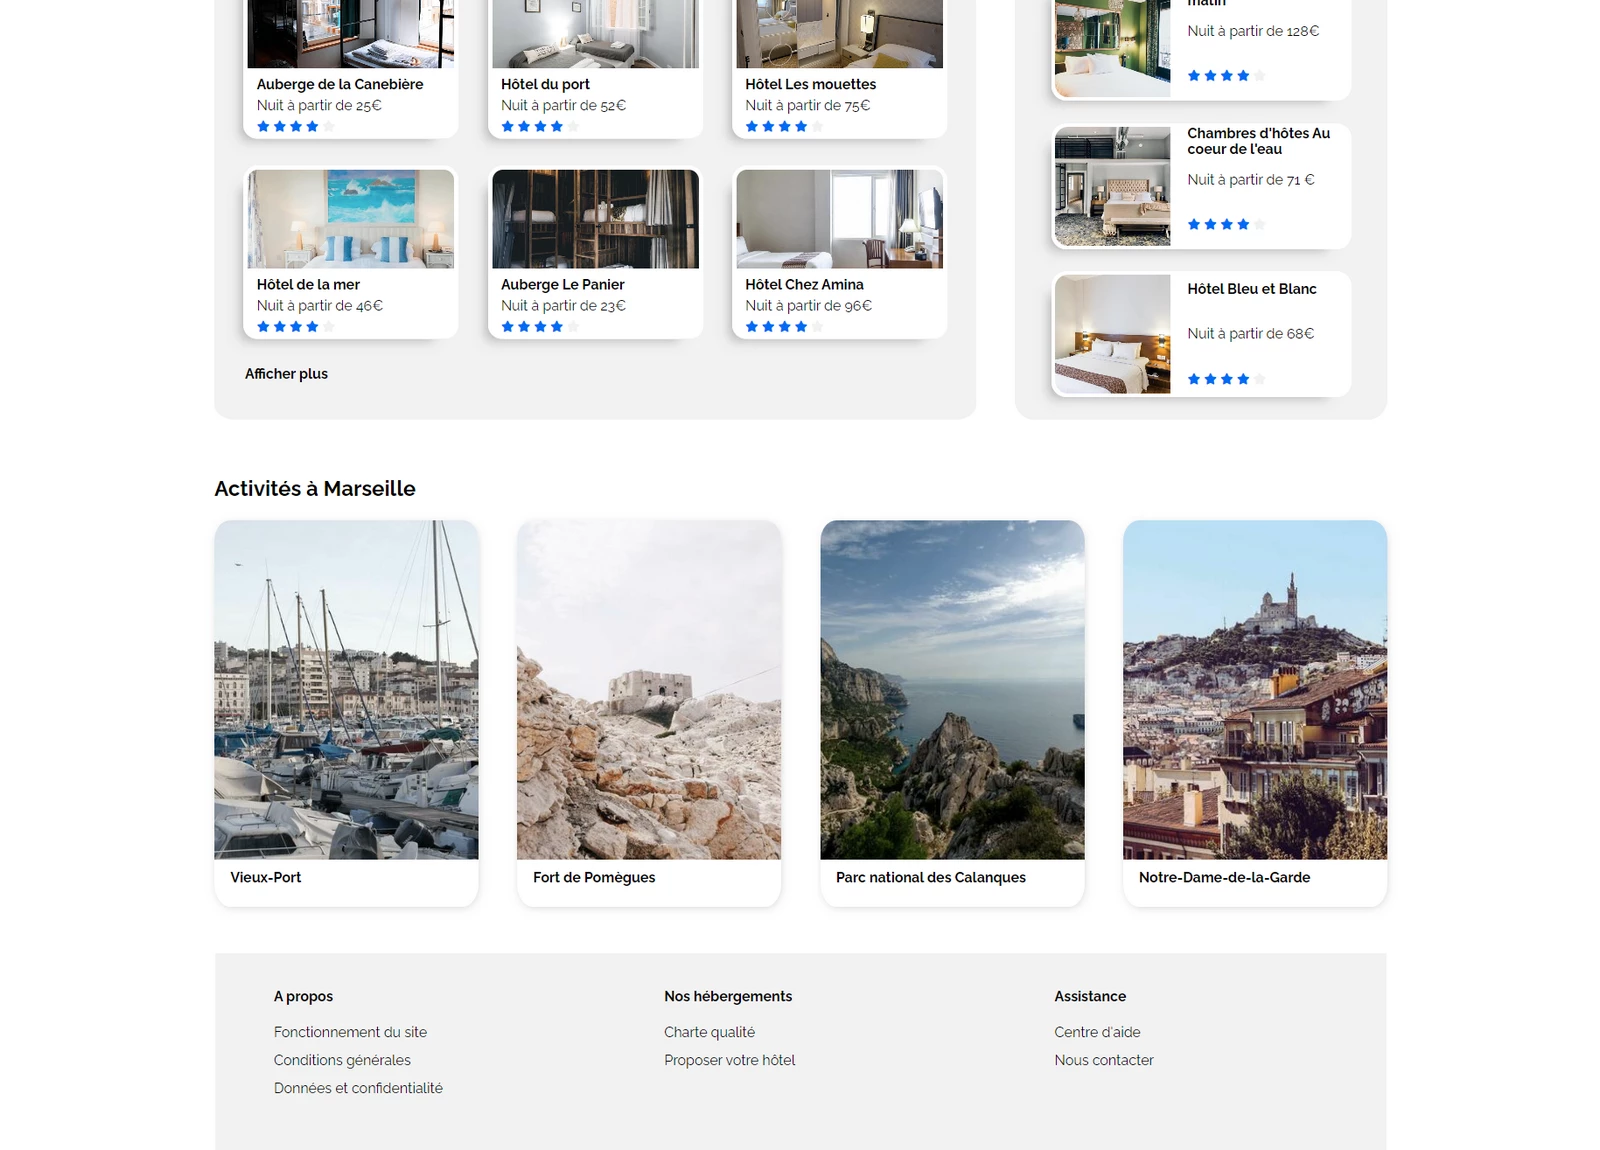 Auberge de la Canebière
Nuit à partir de 25€
Hôtel du port
Nuit à partir de 52€
Hôtel Les mouettes
Nuit à partir de 75€
Hôtel de la mer
Nuit à partir de 46€
Auberge Le Panier
Nuit à partir de 23€
Hôtel Chez Amina
Nuit à partir de 96€
Afficher plus
matin
Nuit à partir de 128€
Chambres d'hôtes Au
coeur de l'eau
Nuit à partir de 71 €
Hôtel Bleu et Blanc
Nuit à partir de 68€
Activités à Marseille
Vieux-Port
Fort de Pomègues
Parc national des Calanques
Notre-Dame-de-la-Garde
A propos
Fonctionnement du site
Conditions générales
Données et confidentialité
Nos hébergements
Charte qualité
Proposer votre hôtel
Assistance
Centre d'aide
Nous contacter